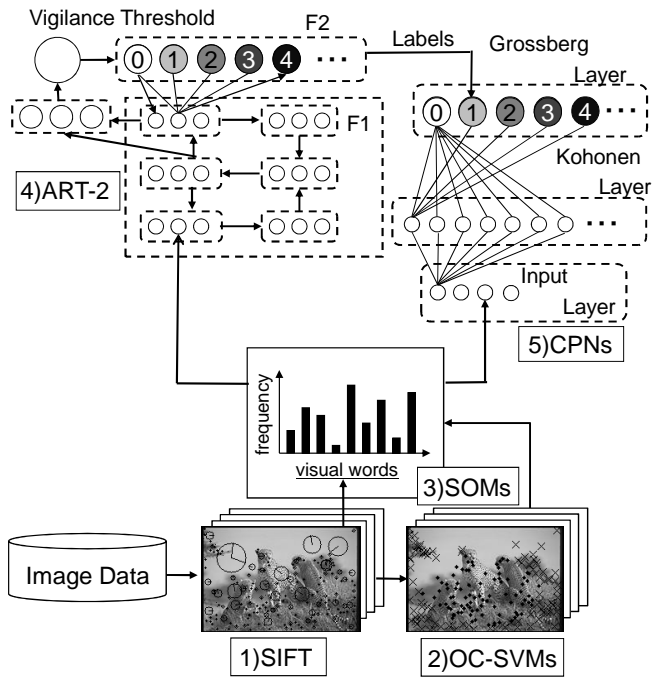 Vigilance Threshold
F2
0 1 2 3 4 ...
Labels
Grossberg
Layer
0 1 2 3 4 ...
F1
Kohonen
Layer
...
4)ART-2
Input
Layer
5)CPNs
frequency
visual words
3)SOMs
Image Data
1)SIFT
2)OC-SVMs